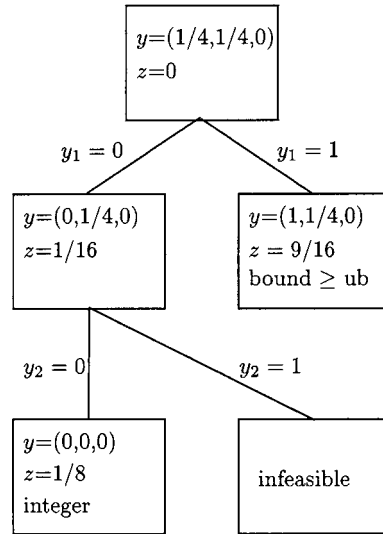 y=(1/4,1/4,0)
z=0
y₁ = 0
y₁ = 1
y=(0,1/4,0)
z=1/16
y=(1,1/4,0)
z = 9/16
bound ≥ ub
y₂ = 0
y₂ = 1
y=(0,0,0)
z=1/8
integer
infeasible